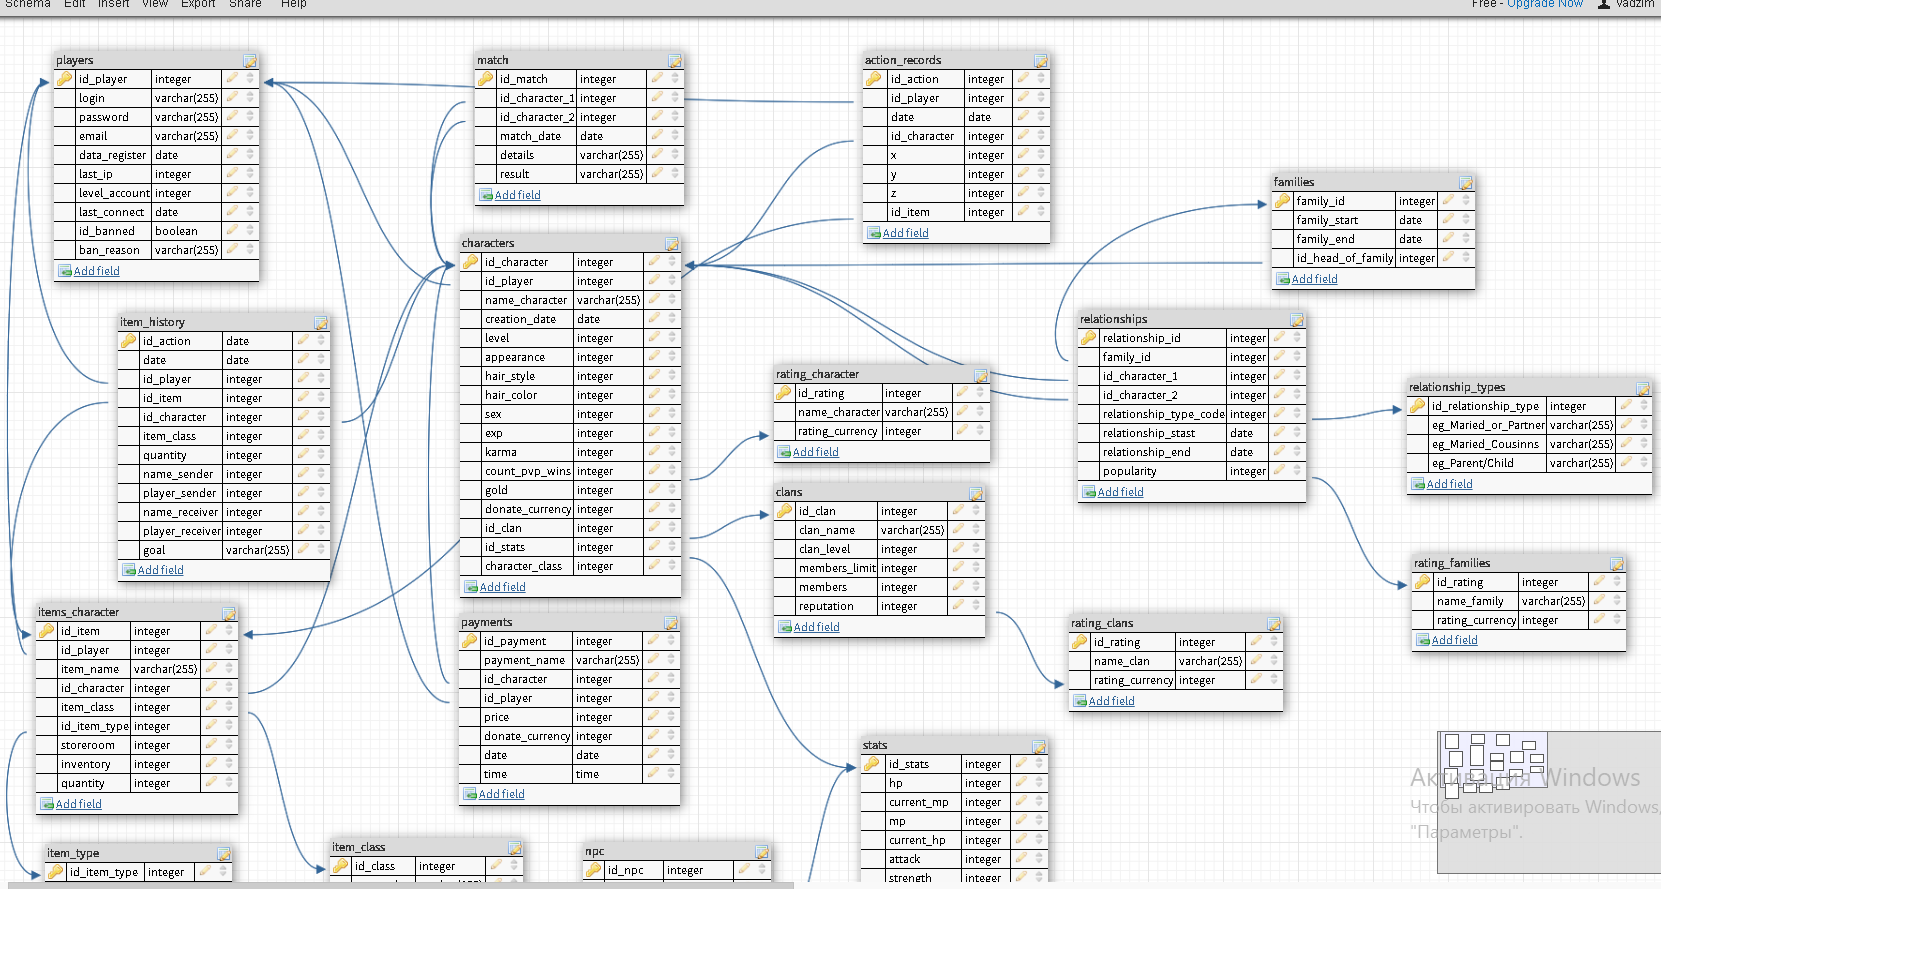 Schema Edit Insert View Export Share Help
Free - Upgrade Now Vadzim
players
id_player integer
login varchar(255)
password varchar(255)
email varchar(255)
data_register date
last_ip integer
level_account integer
last_connect date
id_banned boolean
ban_reason varchar(255)
Add field
match
id_match integer
id_character_1 integer
id_character_2 integer
match_date date
details varchar(255)
result varchar(255)
Add field
action_records
id_action integer
id_player integer
date date
id_character integer
x integer
y integer
z integer
id_item integer
Add field
families
family_id integer
family_start date
family_end date
id_head_of_family integer
Add field
characters
id_character integer
id_player integer
name_character varchar(255)
creation_date date
level integer
appearance integer
hair_style integer
hair_color integer
sex integer
exp integer
karma integer
count_pvp_wins integer
gold integer
donate_currency integer
id_clan integer
id_stats integer
character_class integer
Add field
item_history
id_action date
date date
id_player integer
id_item integer
id_character integer
item_class integer
quantity integer
name_sender integer
player_sender integer
name_receiver integer
player_receiver integer
goal varchar(255)
Add field
relationships
relationship_id integer
family_id integer
id_character_1 integer
id_character_2 integer
relationship_type_code integer
relationship_stast date
relationship_end date
popularity integer
Add field
rating_character
id_rating integer
name_character varchar(255)
rating_currency integer
Add field
relationship_types
id_relationship_type integer
eg_Maried_or_Partner varchar(255)
eg_Maried_Cousinns varchar(255)
eg_Parent/Child varchar(255)
Add field
clans
id_clan integer
clan_name varchar(255)
clan_level integer
members_limit integer
members integer
reputation integer
Add field
rating_families
id_rating integer
name_family varchar(255)
rating_currency integer
Add field
items_character
id_item integer
id_player integer
item_name varchar(255)
id_character integer
item_class integer
id_item_type integer
storeroom integer
inventory integer
quantity integer
Add field
payments
id_payment integer
payment_name varchar(255)
id_character integer
id_player integer
price integer
donate_currency integer
date date
time time
Add field
rating_clans
id_rating integer
name_clan varchar(255)
rating_currency integer
Add field
stats
id_stats integer
hp integer
current_mp integer
mp integer
current_hp integer
attack integer
strength integer
item_type
id_item_type integer
item_class
id_class integer
npc
id_npc integer
Активация Windows
Чтобы активировать Windows,
"Параметры".